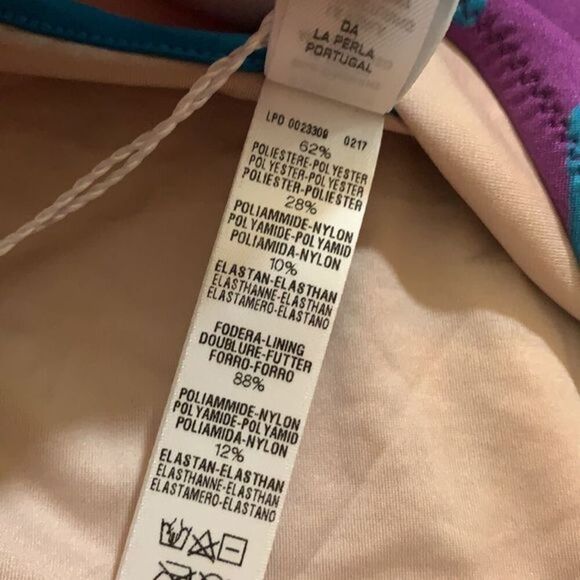 DA
LA PERLA
PORTUGAL
LPD 0023309 0217
62%
POLIESTERE-POLYESTER
POLYESTER-POLYESTER
POLIESTER-POLIESTER
28%
POLIAMMIDE-NYLON
POLYAMIDE-POLYAMID
POLIAMIDA-NYLON
10%
ELASTAN-ELASTHAN
ELASTHANNE-ELASTHAN
ELASTAMERO-ELASTANO
FODERA-LINING
DOUBLURE-FUTTER
FORRO-FORRO
88%
POLIAMMIDE-NYLON
POLYAMIDE-POLYAMID
POLIAMIDA-NYLON
12%
ELASTAN-ELASTHAN
ELASTHANNE-ELASTHAN
ELASTAMERO-ELASTANO